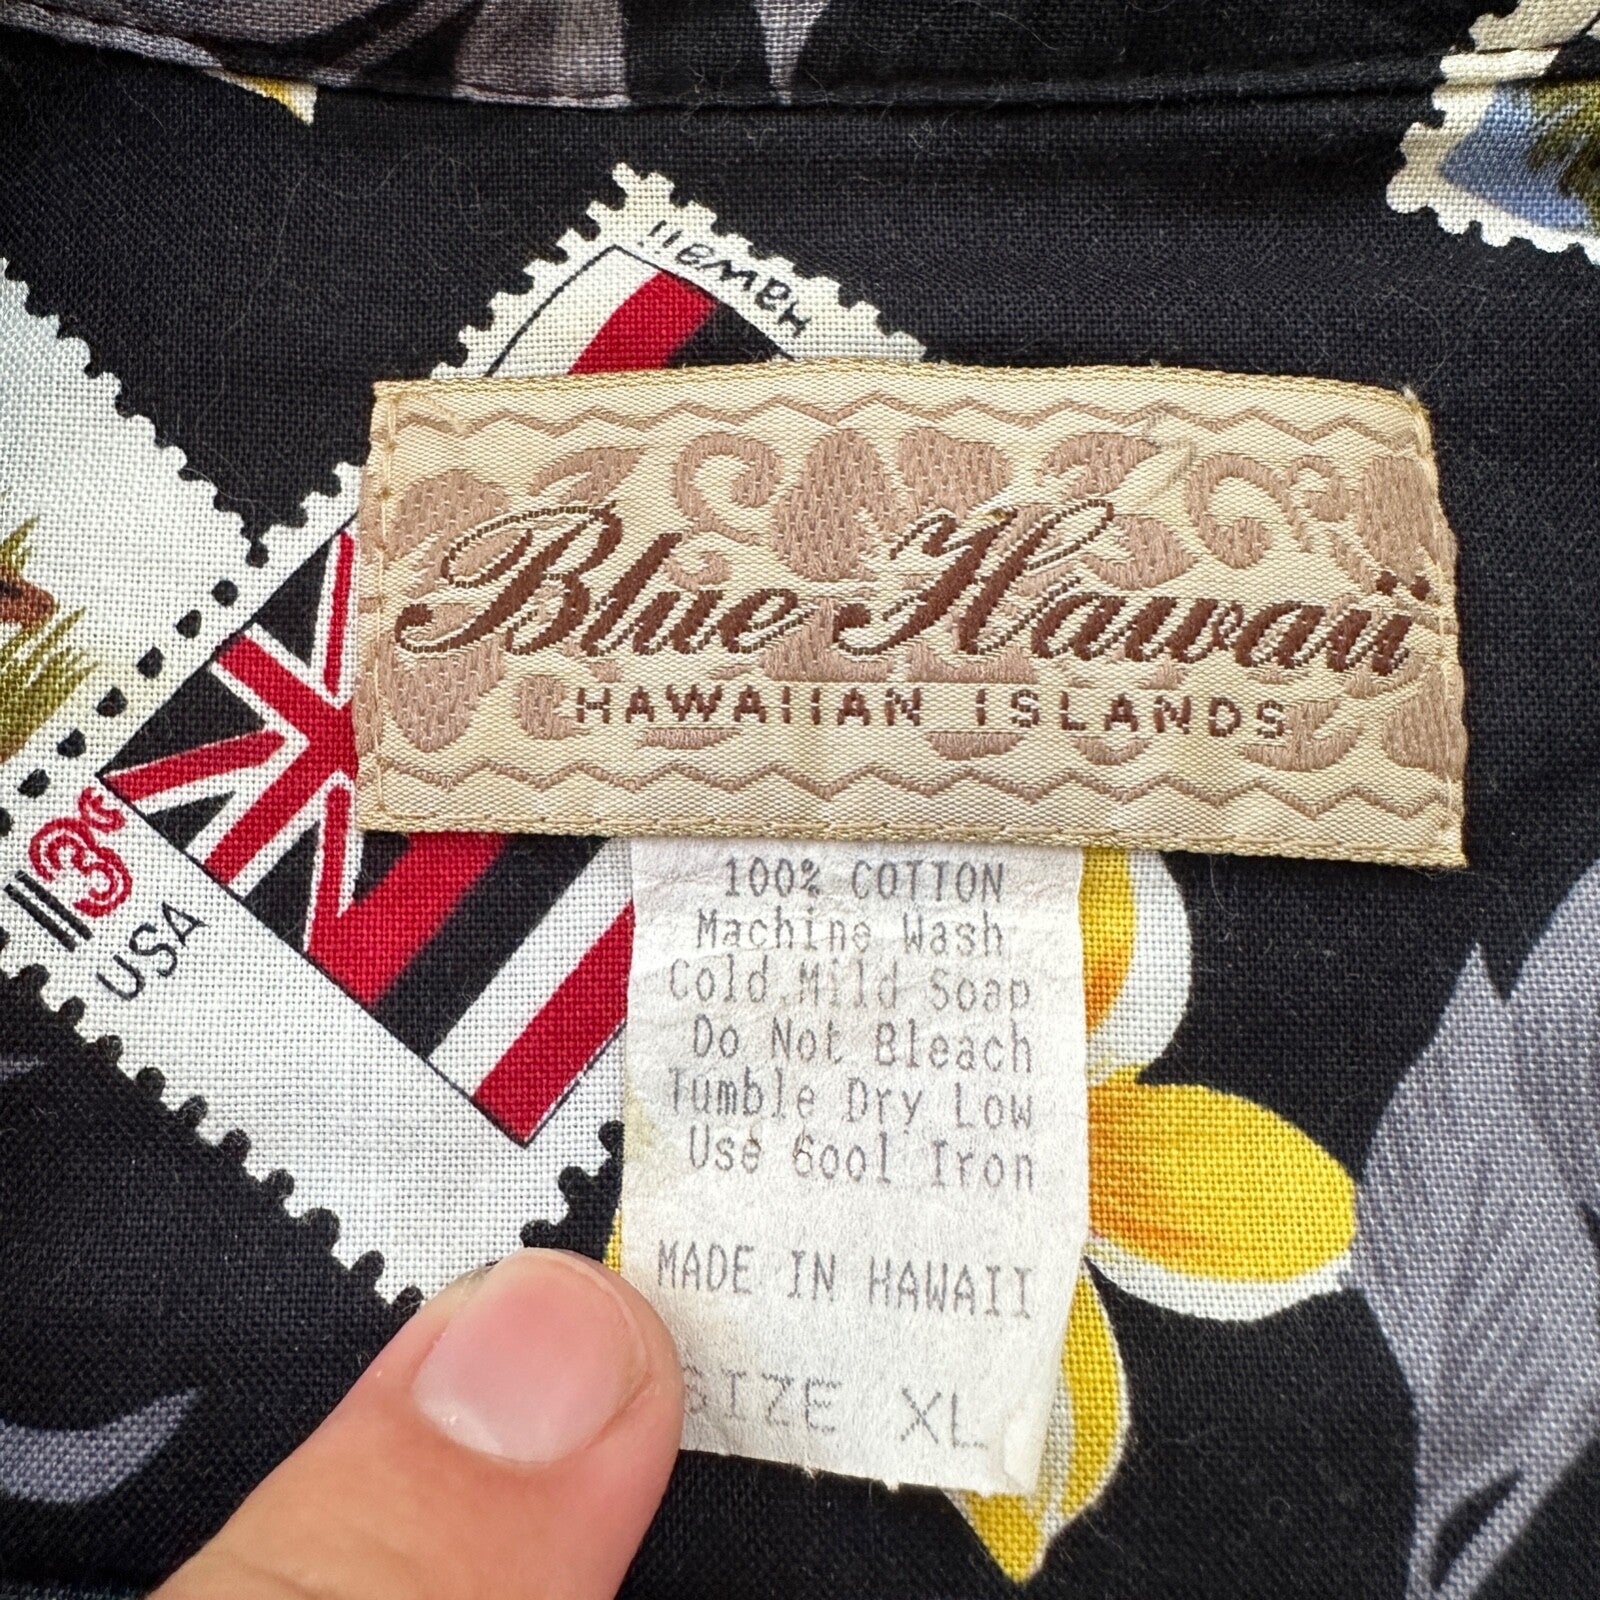 Hawaii
Blue Hawaii
HAWAIIAN ISLANDS
13c
USA
100% COTTON
Machine Wash
Cold Mild Soap
Do Not Bleach
Tumble Dry Low
Use Cool Iron
MADE IN HAWAII
SIZE XL